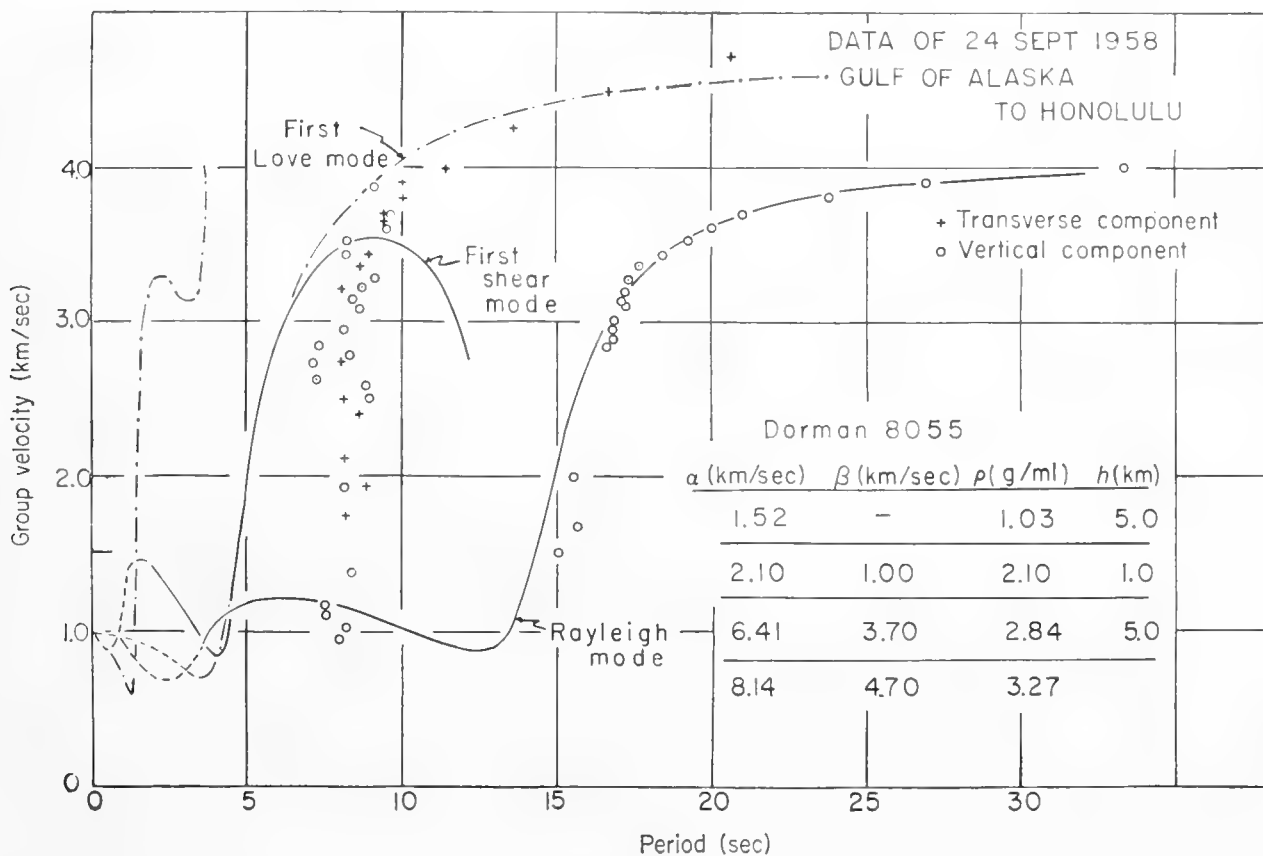 DATA OF 24 SEPT 1958
GULF OF ALASKA
TO HONOLULU
First
Love mode
4.0
+ Transverse component
o Vertical component
First
shear
mode
3.0
Group velocity (km/sec)
Dorman 8055
α (km/sec) β (km/sec) ρ(g/ml) h(km)
2.0
1.52 - 1.03 5.0
2.10 1.00 2.10 1.0
1.0
Rayleigh
mode
6.41 3.70 2.84 5.0
8.14 4.70 3.27
0
0 5 10 15 20 25 30
Period (sec)